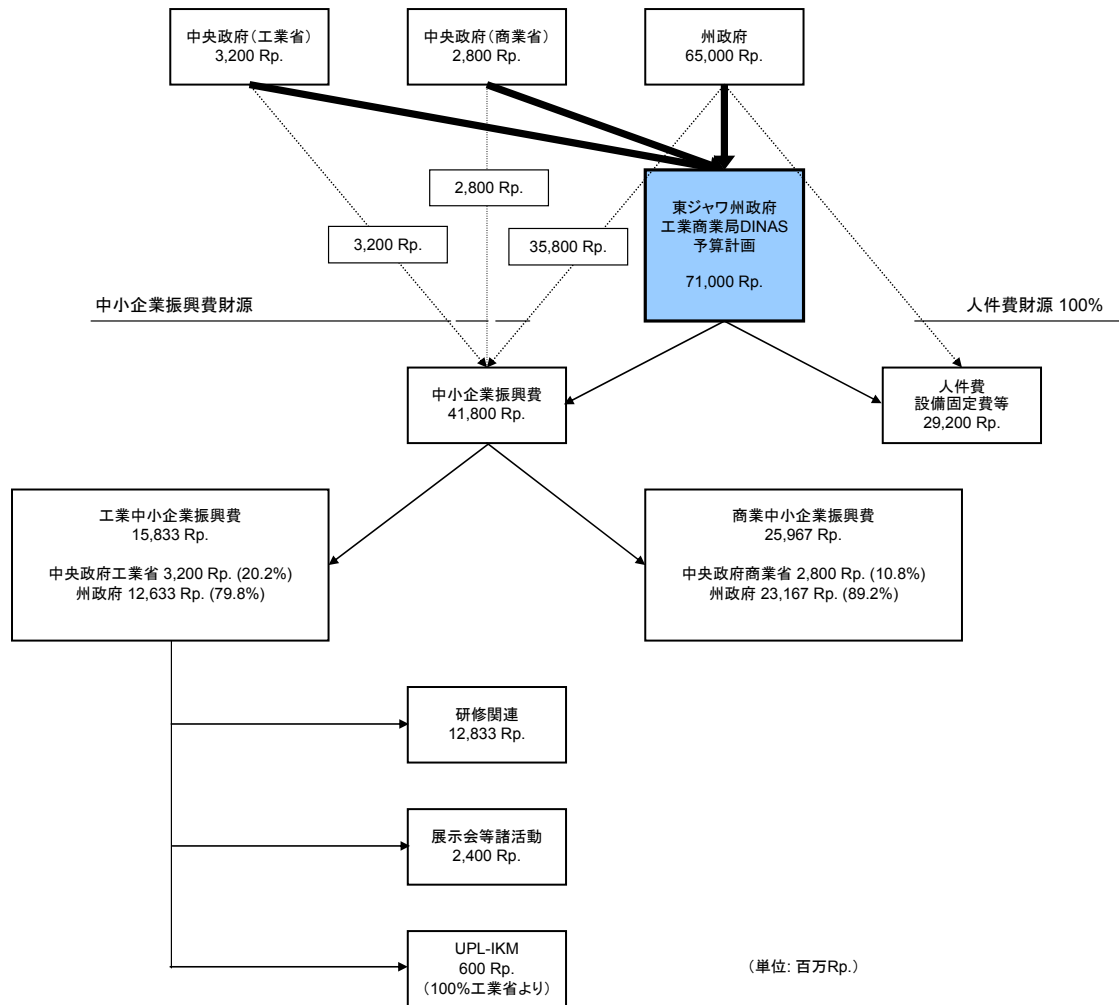 中央政府（工業省）
3,200 Rp.
中央政府（商業省）
2,800 Rp.
州政府
65,000 Rp.
2,800 Rp.
3,200 Rp.
35,800 Rp.
東ジャワ州政府
工業商業局DINAS
予算計画
71,000 Rp.
中小企業振興費財源
人件費財源 100%
中小企業振興費
41,800 Rp.
人件費
設備固定費等
29,200 Rp.
工業中小企業振興費
15,833 Rp.
中央政府工業省 3,200 Rp. (20.2%)
州政府 12,633 Rp. (79.8%)
商業中小企業振興費
25,967 Rp.
中央政府商業省 2,800 Rp. (10.8%)
州政府 23,167 Rp. (89.2%)
研修関連
12,833 Rp.
展示会等諸活動
2,400 Rp.
UPL-IKM
600 Rp.
（100%工業省より）
（単位: 百万Rp.）